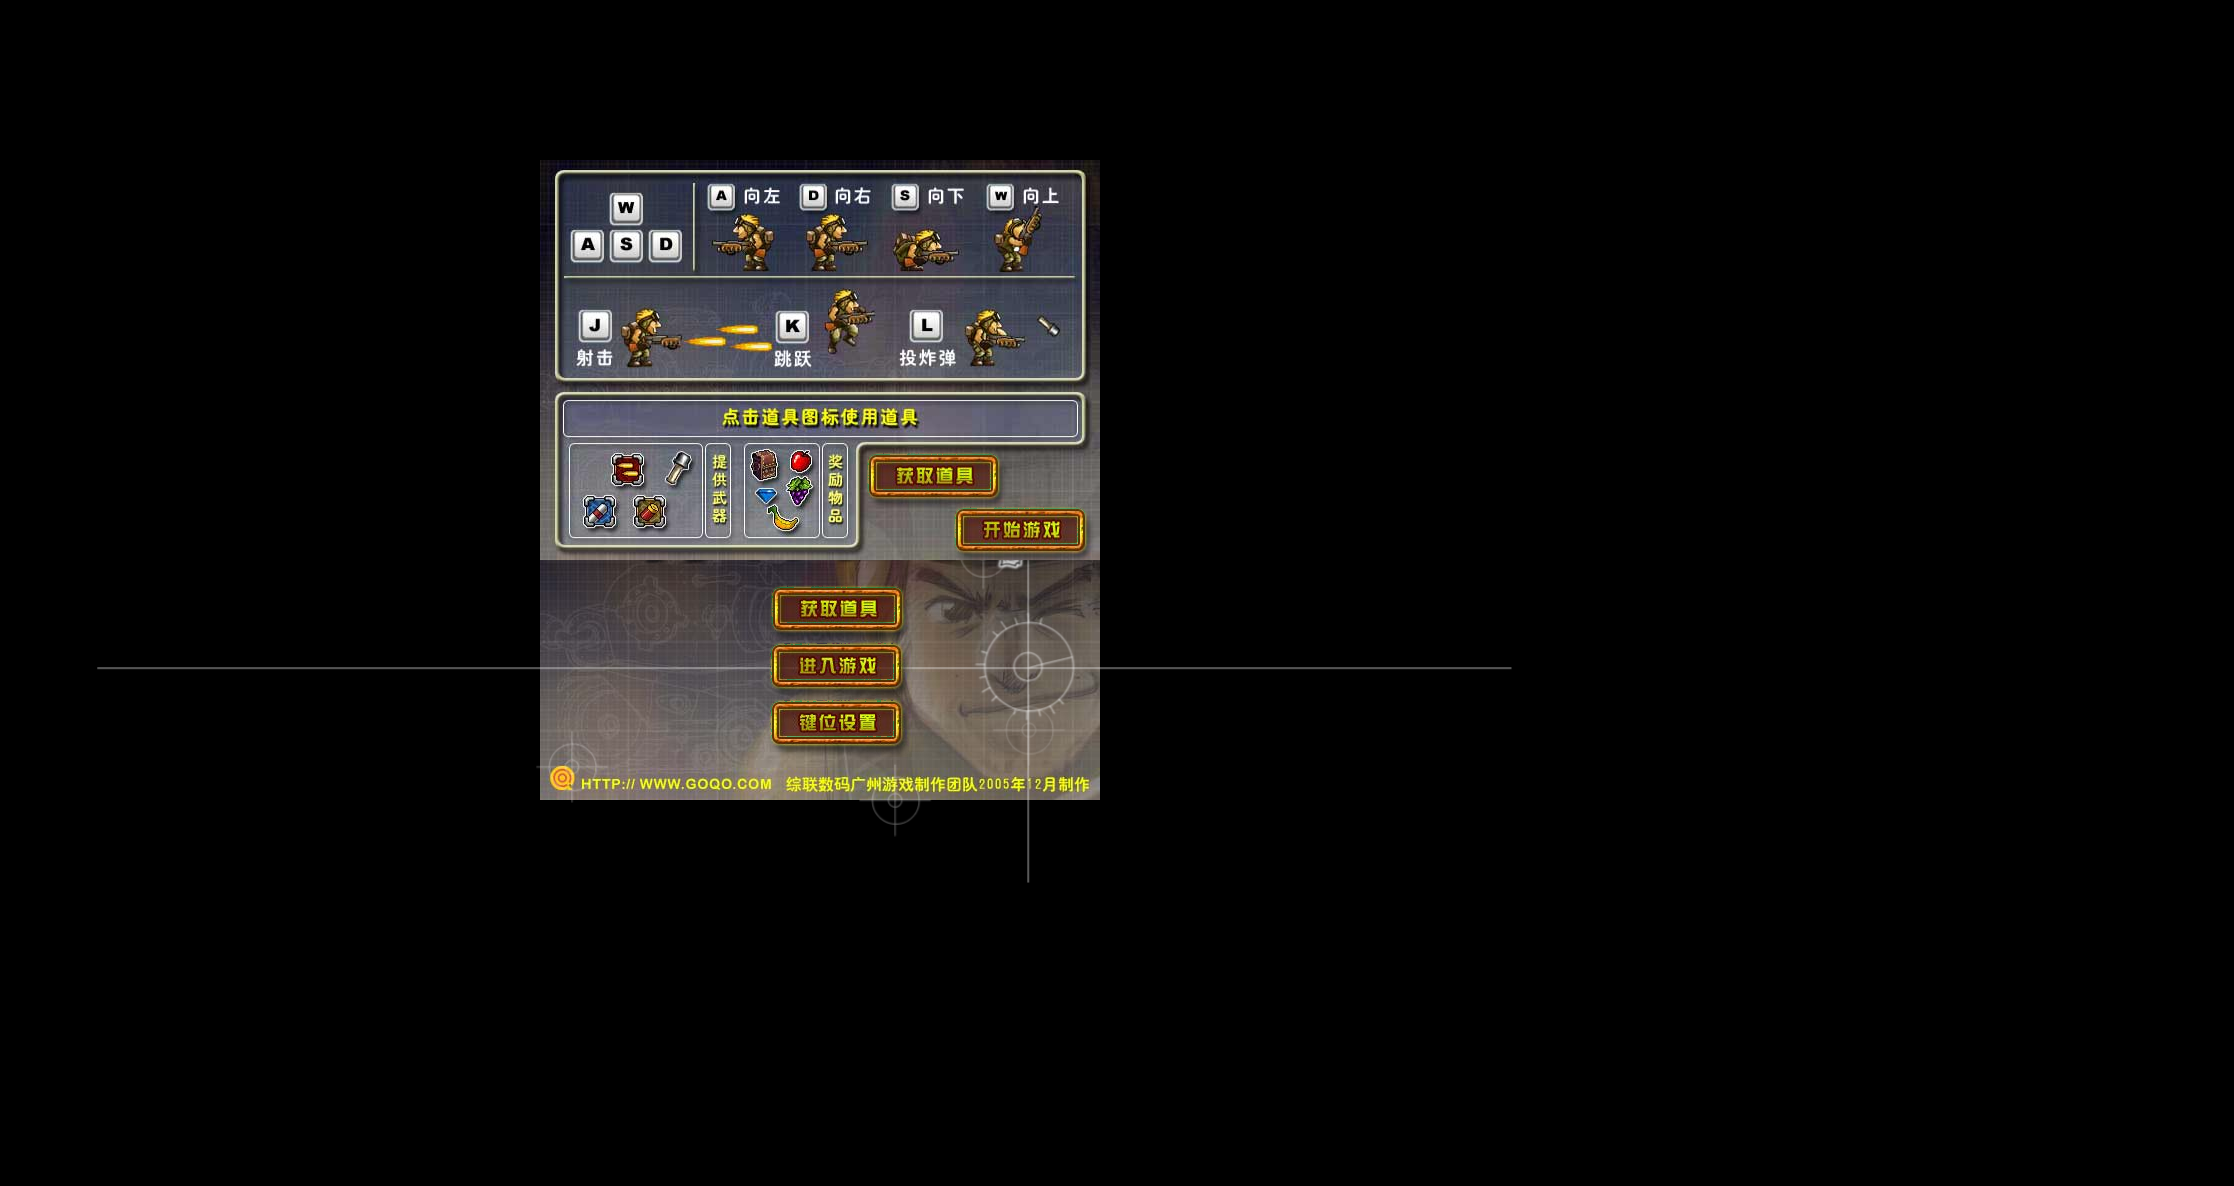 A 向左 D 向右 S 向下 W 向上
W
A S D
J K L
射击 跳跃 投炸弹
点击道具图标使用道具
提供武器
奖励物品
获取道具
开始游戏
获取道具
进入游戏
键位设置
HTTP:// WWW.GOQO.COM 综联数码广州游戏制作团队2005年12月制作